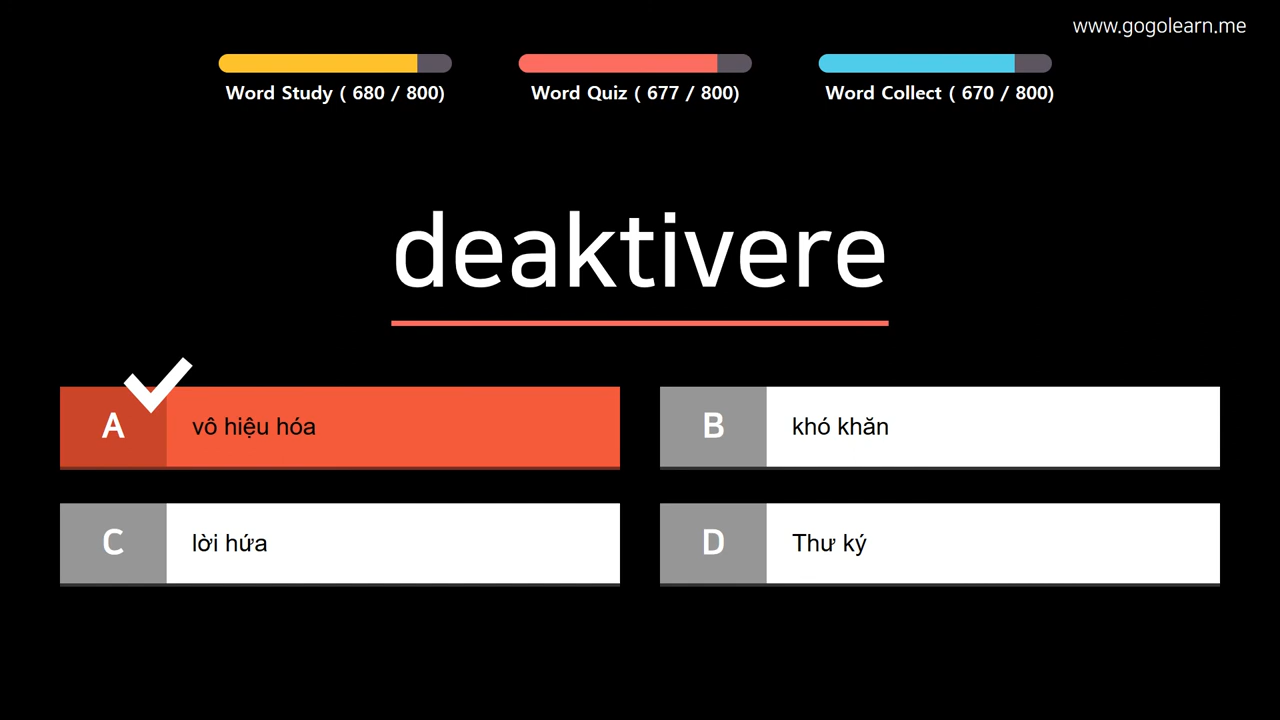 www.gogolearn.me
Word Study ( 680 / 800)
Word Quiz ( 677 / 800)
Word Collect ( 670 / 800)
deaktivere
A
vô hiệu hóa
B
khó khăn
C
lời hứa
D
Thư ký